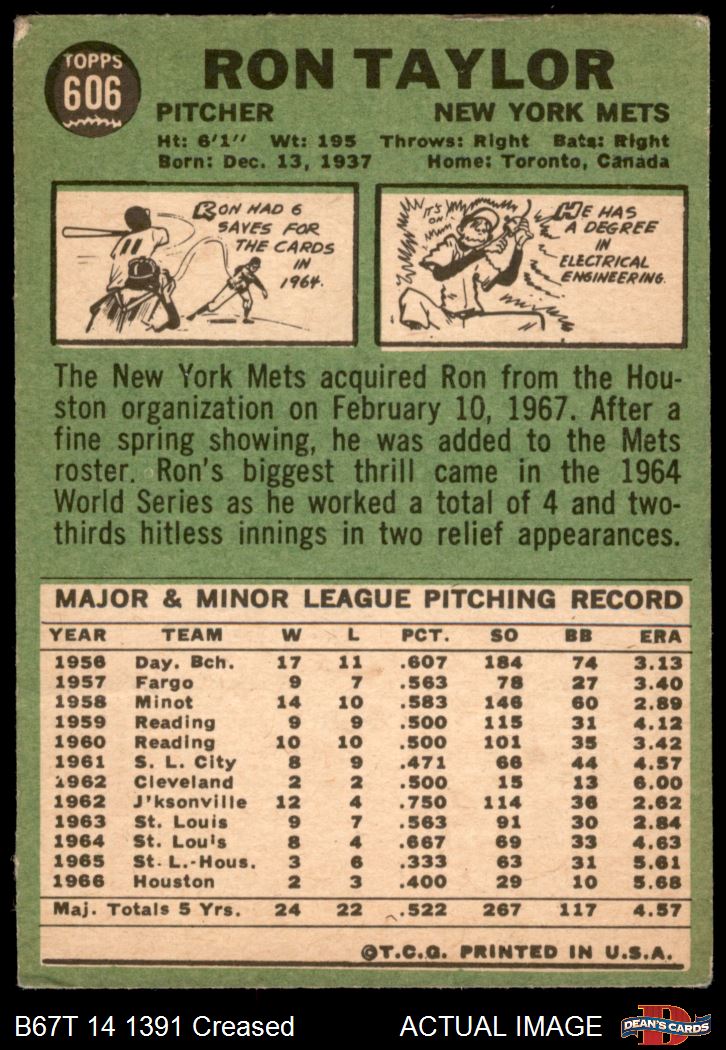 TOPPS
606
RON TAYLOR
PITCHER NEW YORK METS
Ht: 6'1" Wt: 195 Throws: Right Bats: Right
Born: Dec. 13, 1937 Home: Toronto, Canada
RON HAD 6
SAVES FOR
THE CARDS
IN
1964.
11
IT'S
ON
HE HAS
A DEGREE
IN
ELECTRICAL
ENGINEERING.
The New York Mets acquired Ron from the Hou-
ston organization on February 10, 1967. After a
fine spring showing, he was added to the Mets
roster. Ron's biggest thrill came in the 1964
World Series as he worked a total of 4 and two-
thirds hitless innings in two relief appearances.
MAJOR & MINOR LEAGUE PITCHING RECORD
YEAR TEAM W L PCT. SO BB ERA
1956 Day. Bch. 17 11 .607 184 74 3.13
1957 Fargo 9 7 .563 78 27 3.40
1958 Minot 14 10 .583 146 60 2.89
1959 Reading 9 9 .500 115 31 4.12
1960 Reading 10 10 .500 101 35 3.42
1961 S. L. City 8 9 .471 66 44 4.57
1962 Cleveland 2 2 .500 15 13 6.00
1962 J'ksonville 12 4 .750 114 36 2.62
1963 St. Louis 9 7 .563 91 30 2.84
1964 St. Louis 8 4 .667 69 33 4.63
1965 St. L.-Hous. 3 6 .333 63 31 5.61
1966 Houston 2 3 .400 29 10 5.68
Maj. Totals 5 Yrs. 24 22 .522 267 117 4.57
©T.C.G. PRINTED IN U.S.A.
B67T 14 1391 Creased ACTUAL IMAGE
D
DEAN'S CARDS